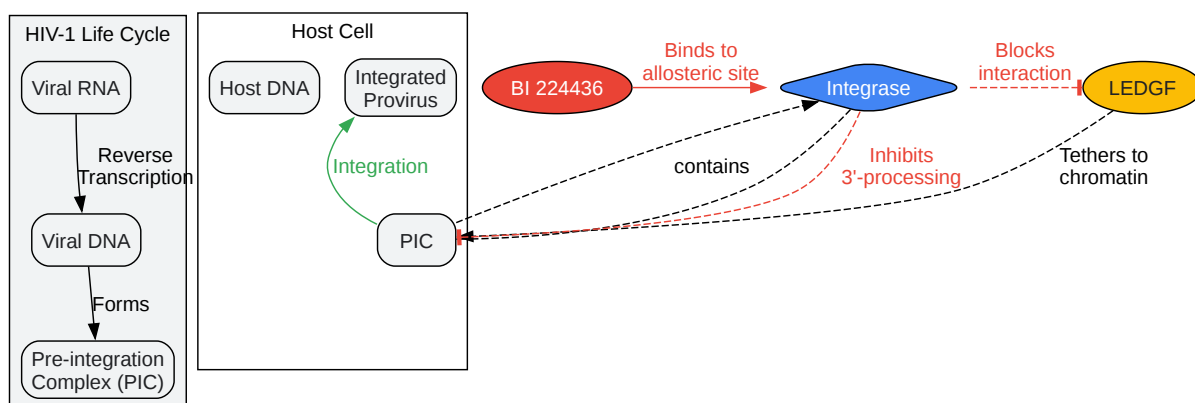 HIV-1 Life Cycle
Viral RNA
Reverse
Transcription
Viral DNA
Forms
Pre-integration
Complex (PIC)
Host Cell
Host DNA
Integrated
Provirus
Integration
PIC
BI 224436
Binds to
allosteric site
Integrase
Blocks
interaction
LEDGF
contains
Inhibits
3'-processing
Tethers to
chromatin